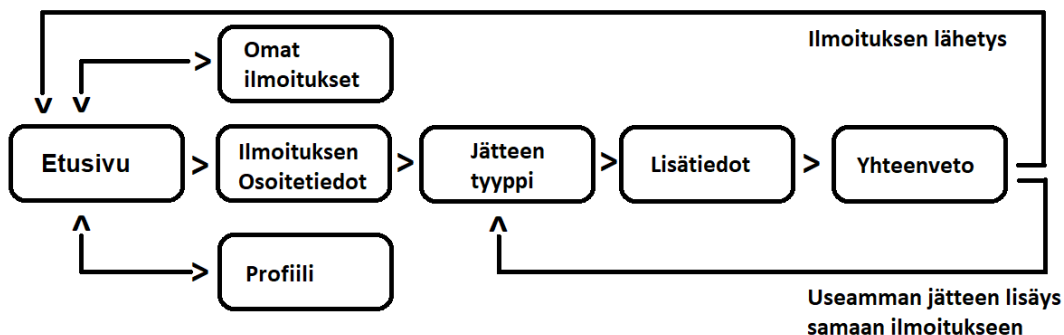 Ilmoituksen lähetys
Omat
ilmoitukset
Etusivu
Ilmoituksen
Osoitetiedot
Jätteen
tyyppi
Lisätiedot
Yhteenveto
Profiili
Useamman jätteen lisäys
samaan ilmoitukseen